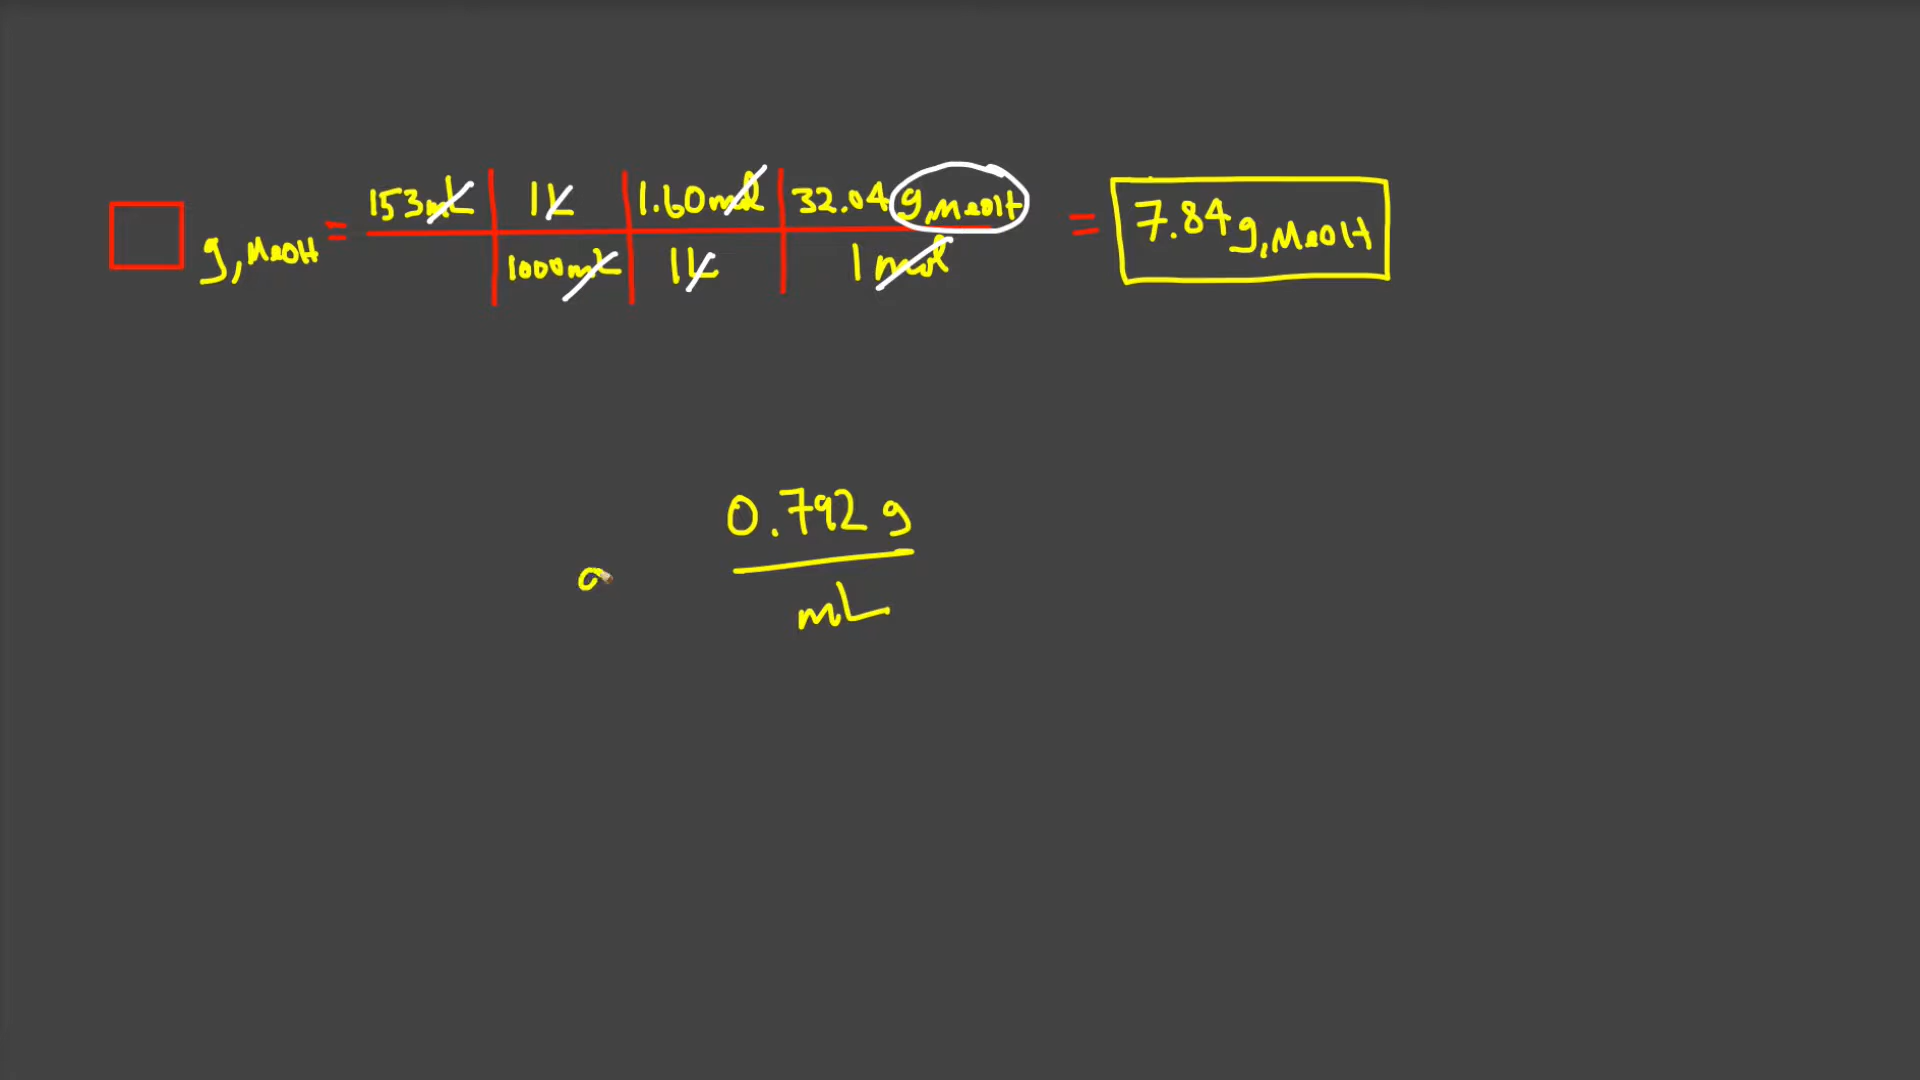 g, MeOH = 153 mL | 1 L | 1.60 mol | 32.04 g, MeOH = 7.84 g, MeOH
1000 mL | 1 L | 1 mol
0.792 g
mL